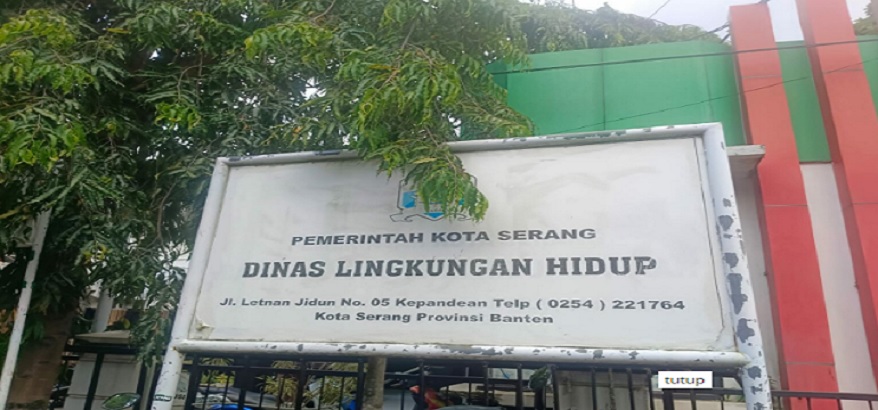 PEMERINTAH KOTA SERANG
DINAS LINGKUNGAN HIDUP
Jl. Letnan Jidun No. 05 Kepandean Telp ( 0254 ) 221764
Kota Serang Provinsi Banten
tutup